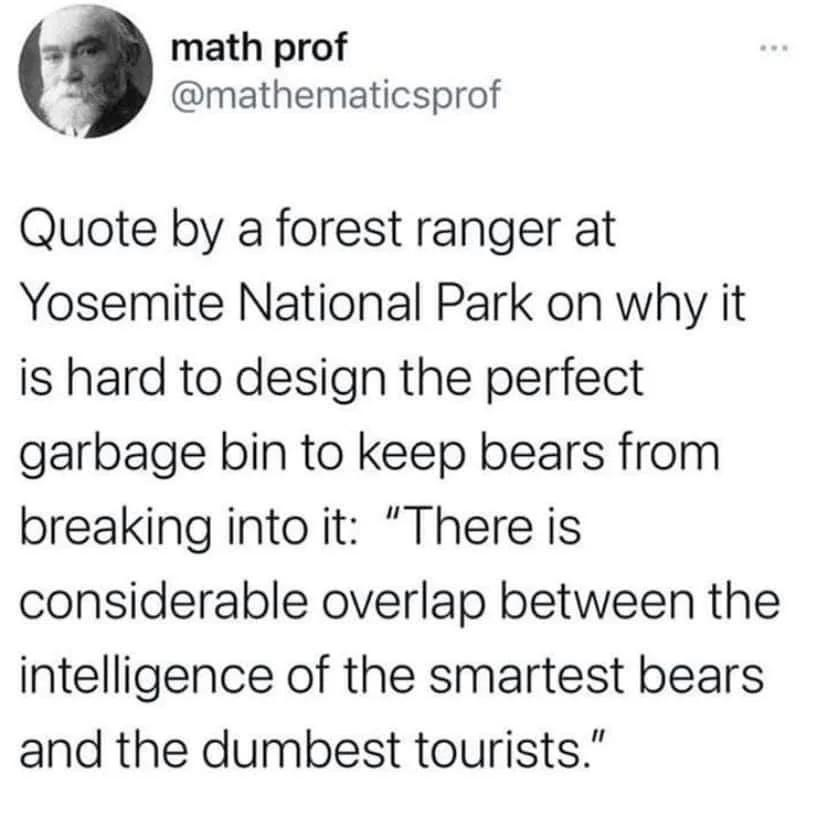 math prof
@mathematicsprof
Quote by a forest ranger at
Yosemite National Park on why it
is hard to design the perfect
garbage bin to keep bears from
breaking into it:  "There is
considerable overlap between the
intelligence of the smartest bears
and the dumbest tourists."